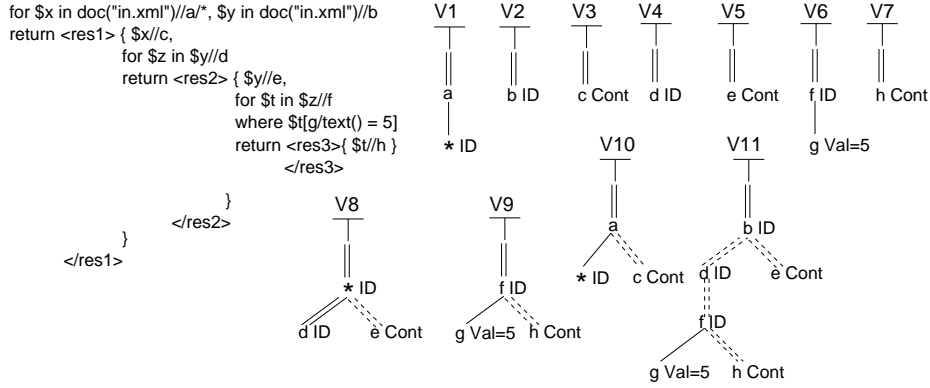 for $x in doc("in.xml")//a/*, $y in doc("in.xml")//b
return <res1> { $x//c,
for $z in $y//d
return <res2> { $y//e,
for $t in $z//f
where $t[g/text() = 5]
return <res3>{ $t//h }
</res3>
}
</res2>
}
</res1>
V1 V2 V3 V4 V5 V6 V7
a b ID c Cont d ID e Cont f ID h Cont
* ID g Val=5
V10 V11
a b ID
* ID c Cont d ID e Cont
f ID
g Val=5 h Cont
V8 V9
* ID f ID
d ID e Cont g Val=5 h Cont